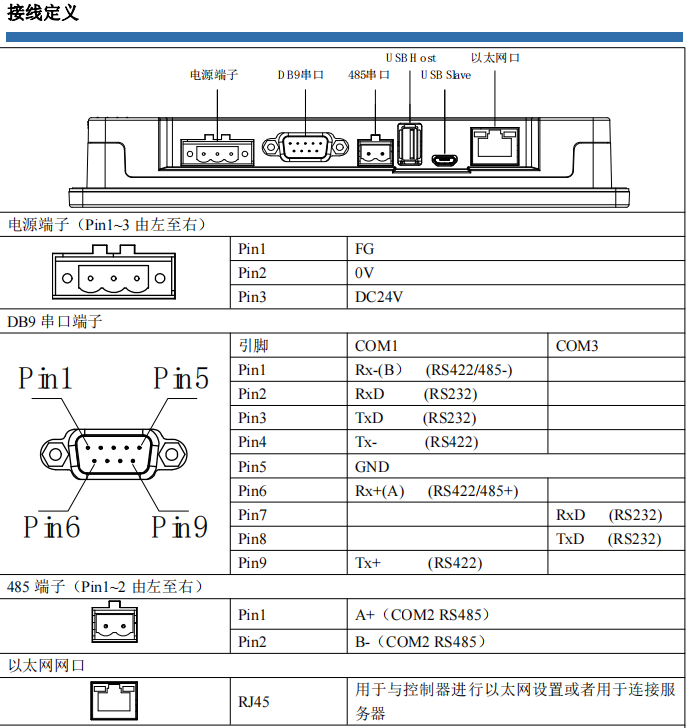 接线定义
USB Host 以太网口
电源端子 DB9串口 485串口 USB Slave
电源端子（Pin1~3 由左至右）
Pin1 FG
Pin2 0V
Pin3 DC24V
DB9 串口端子
引脚 COM1 COM3
Pin1 Rx-(B） (RS422/485-)
Pin2 RxD (RS232)
Pin3 TxD (RS232)
Pin4 Tx- (RS422)
Pin5 GND
Pin6 Rx+(A) (RS422/485+)
Pin7 RxD (RS232)
Pin8 TxD (RS232)
Pin9 Tx+ (RS422)
Pin1 Pin5
Pin6 Pin9
485 端子（Pin1~2 由左至右）
Pin1 A+（COM2 RS485）
Pin2 B-（COM2 RS485）
以太网网口
RJ45 用于与控制器进行以太网设置或者用于连接服
务器